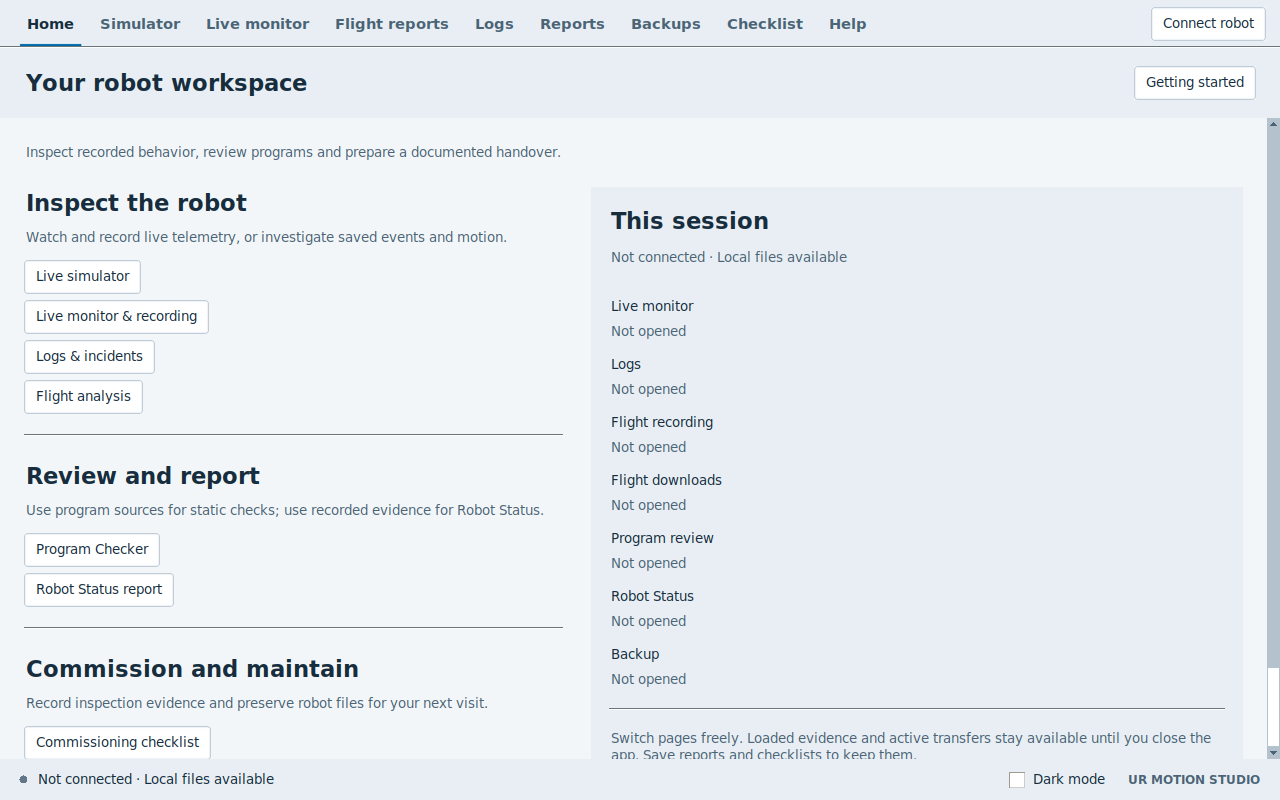 Home Simulator Live monitor Flight reports Logs Reports Backups Checklist Help Connect robot
Your robot workspace
Getting started
Inspect recorded behavior, review programs and prepare a documented handover.
Inspect the robot
Watch and record live telemetry, or investigate saved events and motion.
Live simulator
Live monitor & recording
Logs & incidents
Flight analysis
Review and report
Use program sources for static checks; use recorded evidence for Robot Status.
Program Checker
Robot Status report
Commission and maintain
Record inspection evidence and preserve robot files for your next visit.
Commissioning checklist
This session
Not connected · Local files available
Live monitor
Not opened
Logs
Not opened
Flight recording
Not opened
Flight downloads
Not opened
Program review
Not opened
Robot Status
Not opened
Backup
Not opened
Switch pages freely. Loaded evidence and active transfers stay available until you close the
app. Save reports and checklists to keep them.
Not connected · Local files available
Dark mode
UR MOTION STUDIO